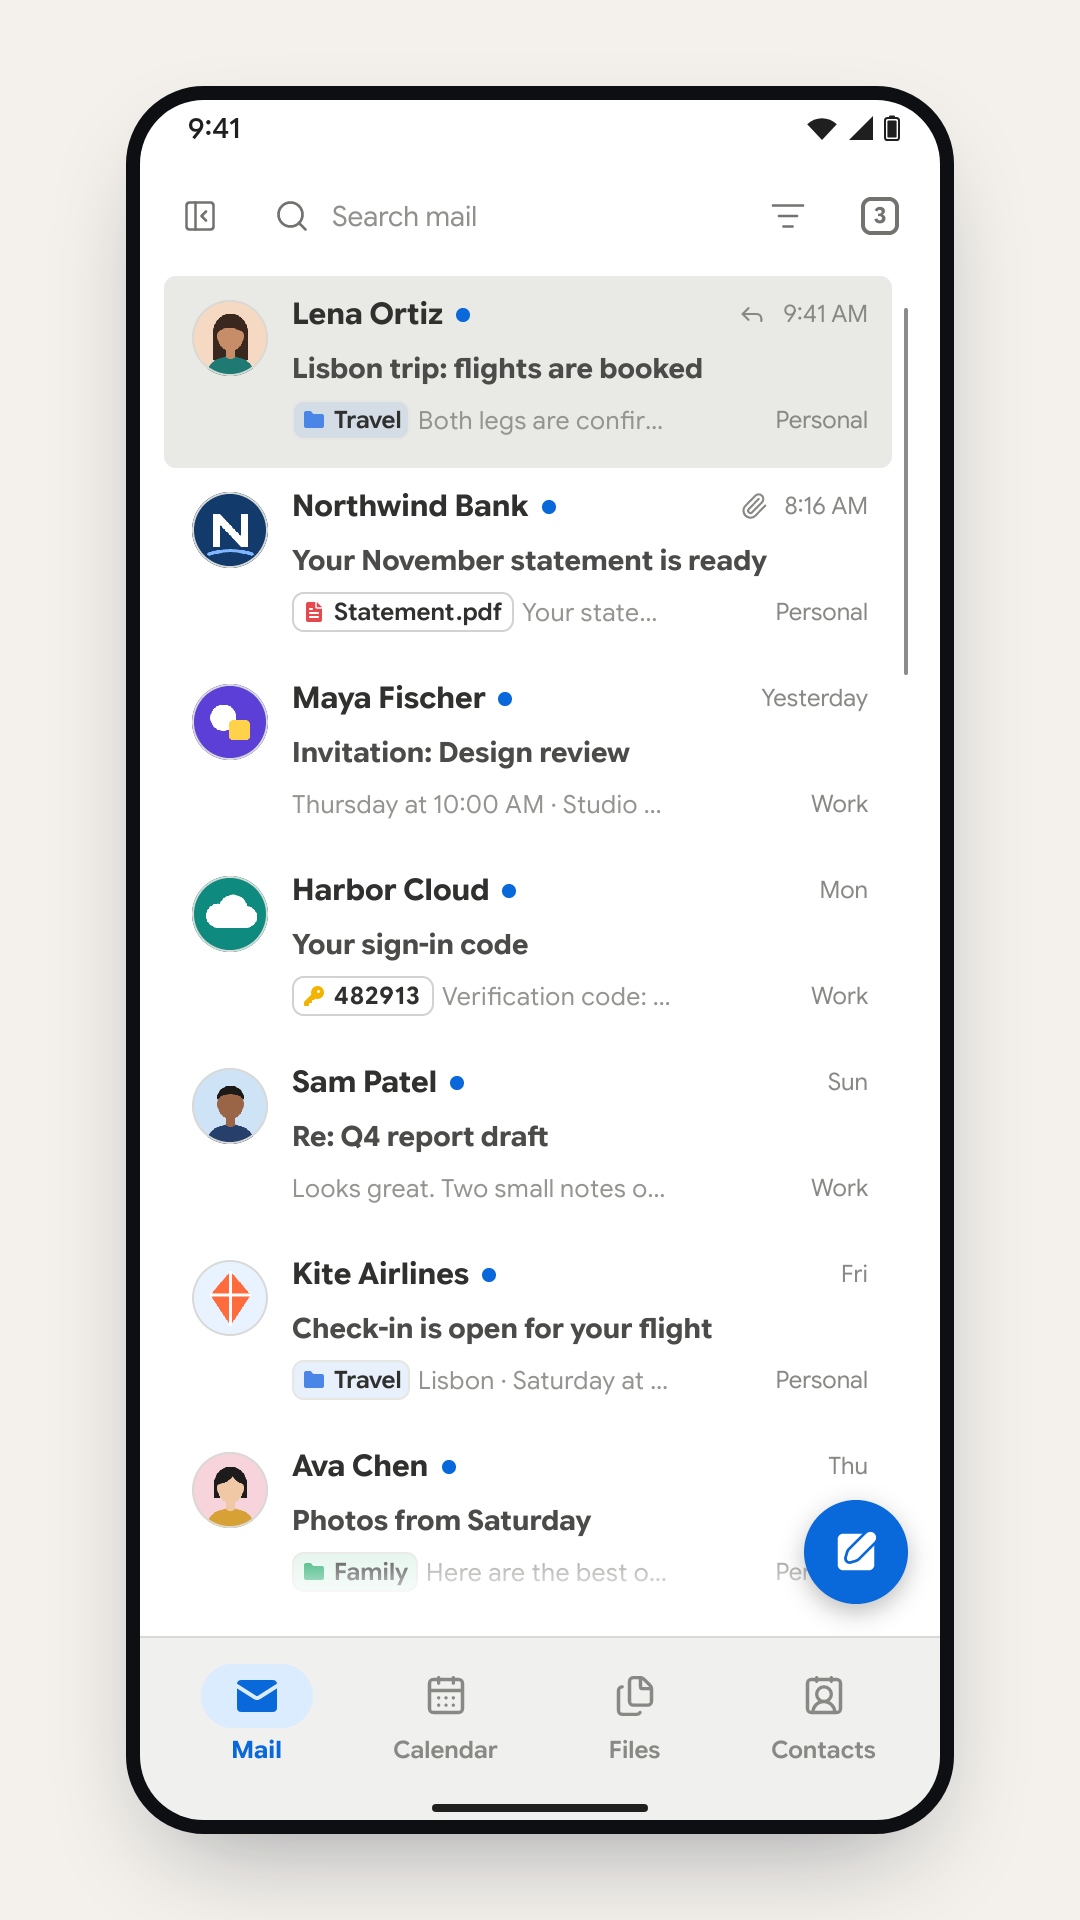 9:41
Search mail
3
Lena Ortiz 9:41 AM
Lisbon trip: flights are booked
Travel Both legs are confir... Personal
N
Northwind Bank 8:16 AM
Your November statement is ready
Statement.pdf Your state... Personal
Maya Fischer Yesterday
Invitation: Design review
Thursday at 10:00 AM · Studio ... Work
Harbor Cloud Mon
Your sign-in code
482913 Verification code: ... Work
Sam Patel Sun
Re: Q4 report draft
Looks great. Two small notes o... Work
Kite Airlines Fri
Check-in is open for your flight
Travel Lisbon · Saturday at ... Personal
Ava Chen Thu
Photos from Saturday
Family Here are the best o...
Mail Calendar Files Contacts